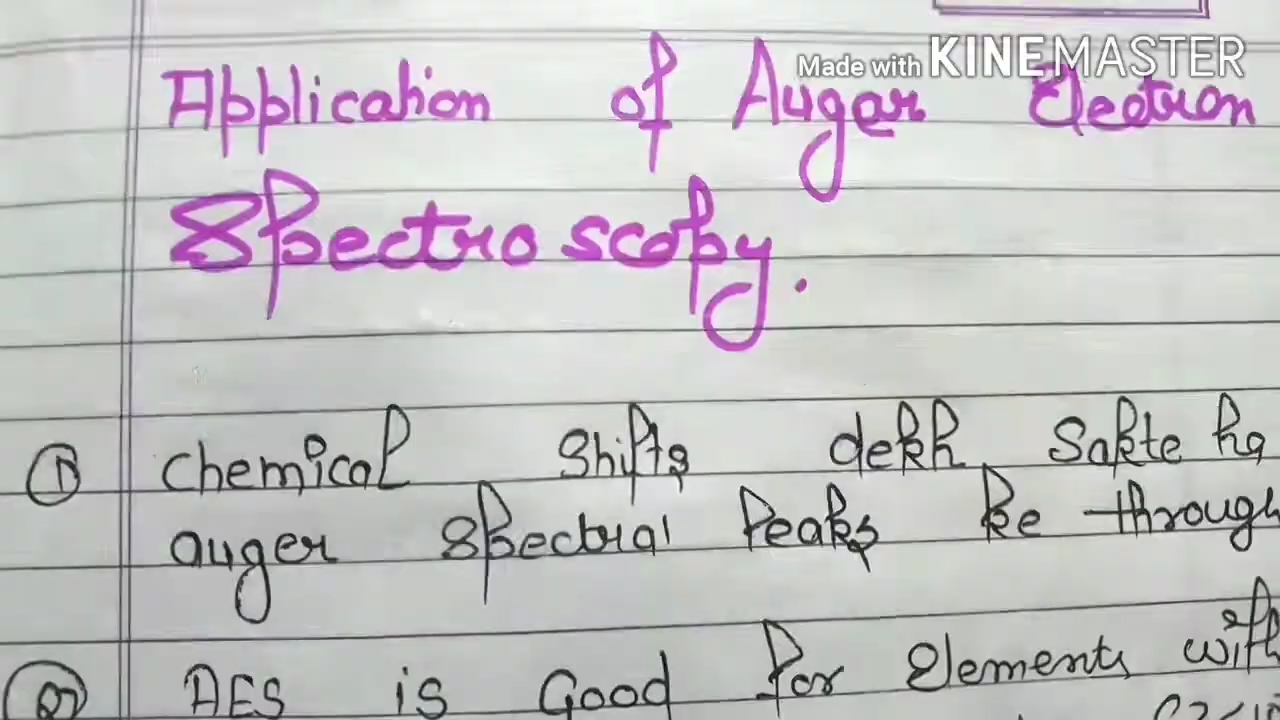 Made with KINEMASTER
Application of Auger Electron
Spectroscopy.
① Chemical Shifts dekh Sakte ha
auger Spectral Peaks ke through
② AES is Good for Elements with